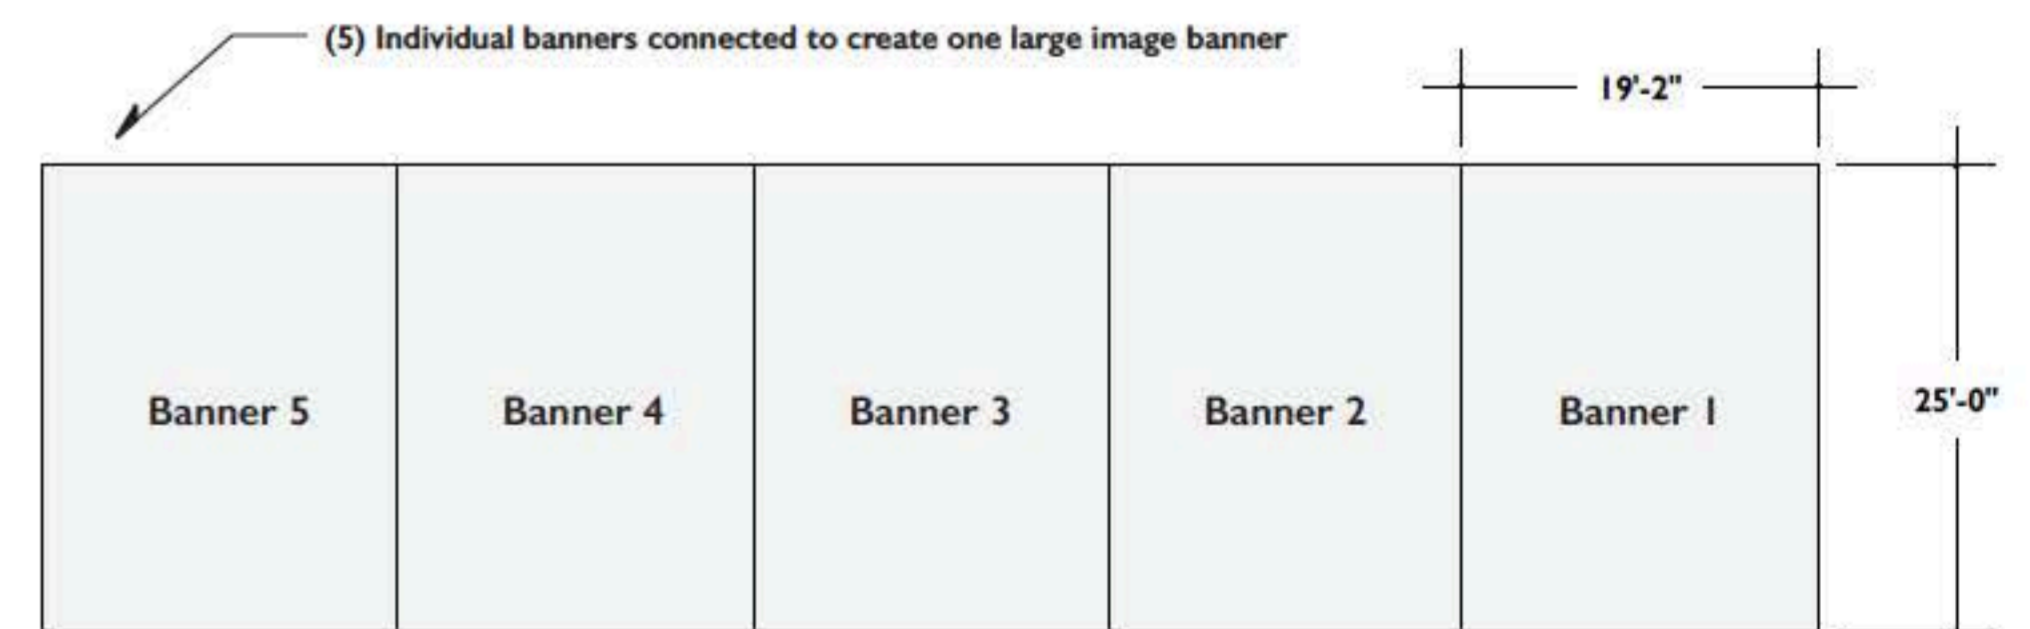 (5) Individual banners connected to create one large image banner
19'-2"
Banner 5
Banner 4
Banner 3
Banner 2
Banner 1
25'-0"